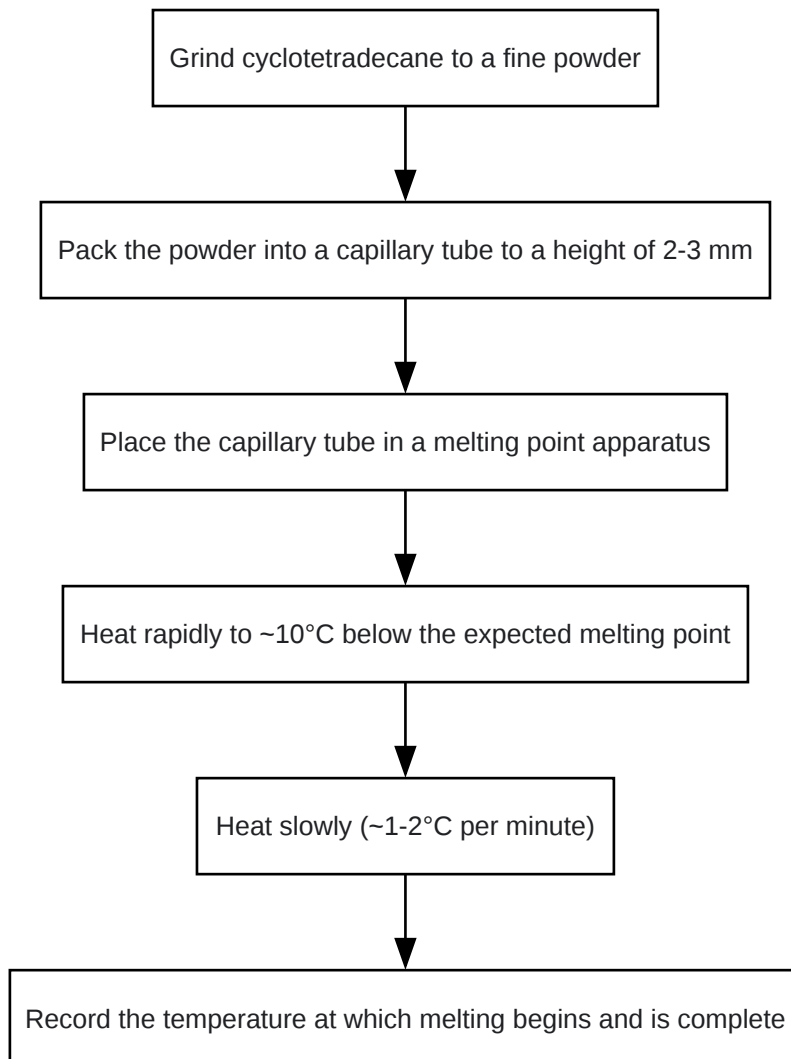 Grind cyclotetradecane to a fine powder
Pack the powder into a capillary tube to a height of 2-3 mm
Place the capillary tube in a melting point apparatus
Heat rapidly to ~10°C below the expected melting point
Heat slowly (~1-2°C per minute)
Record the temperature at which melting begins and is complete